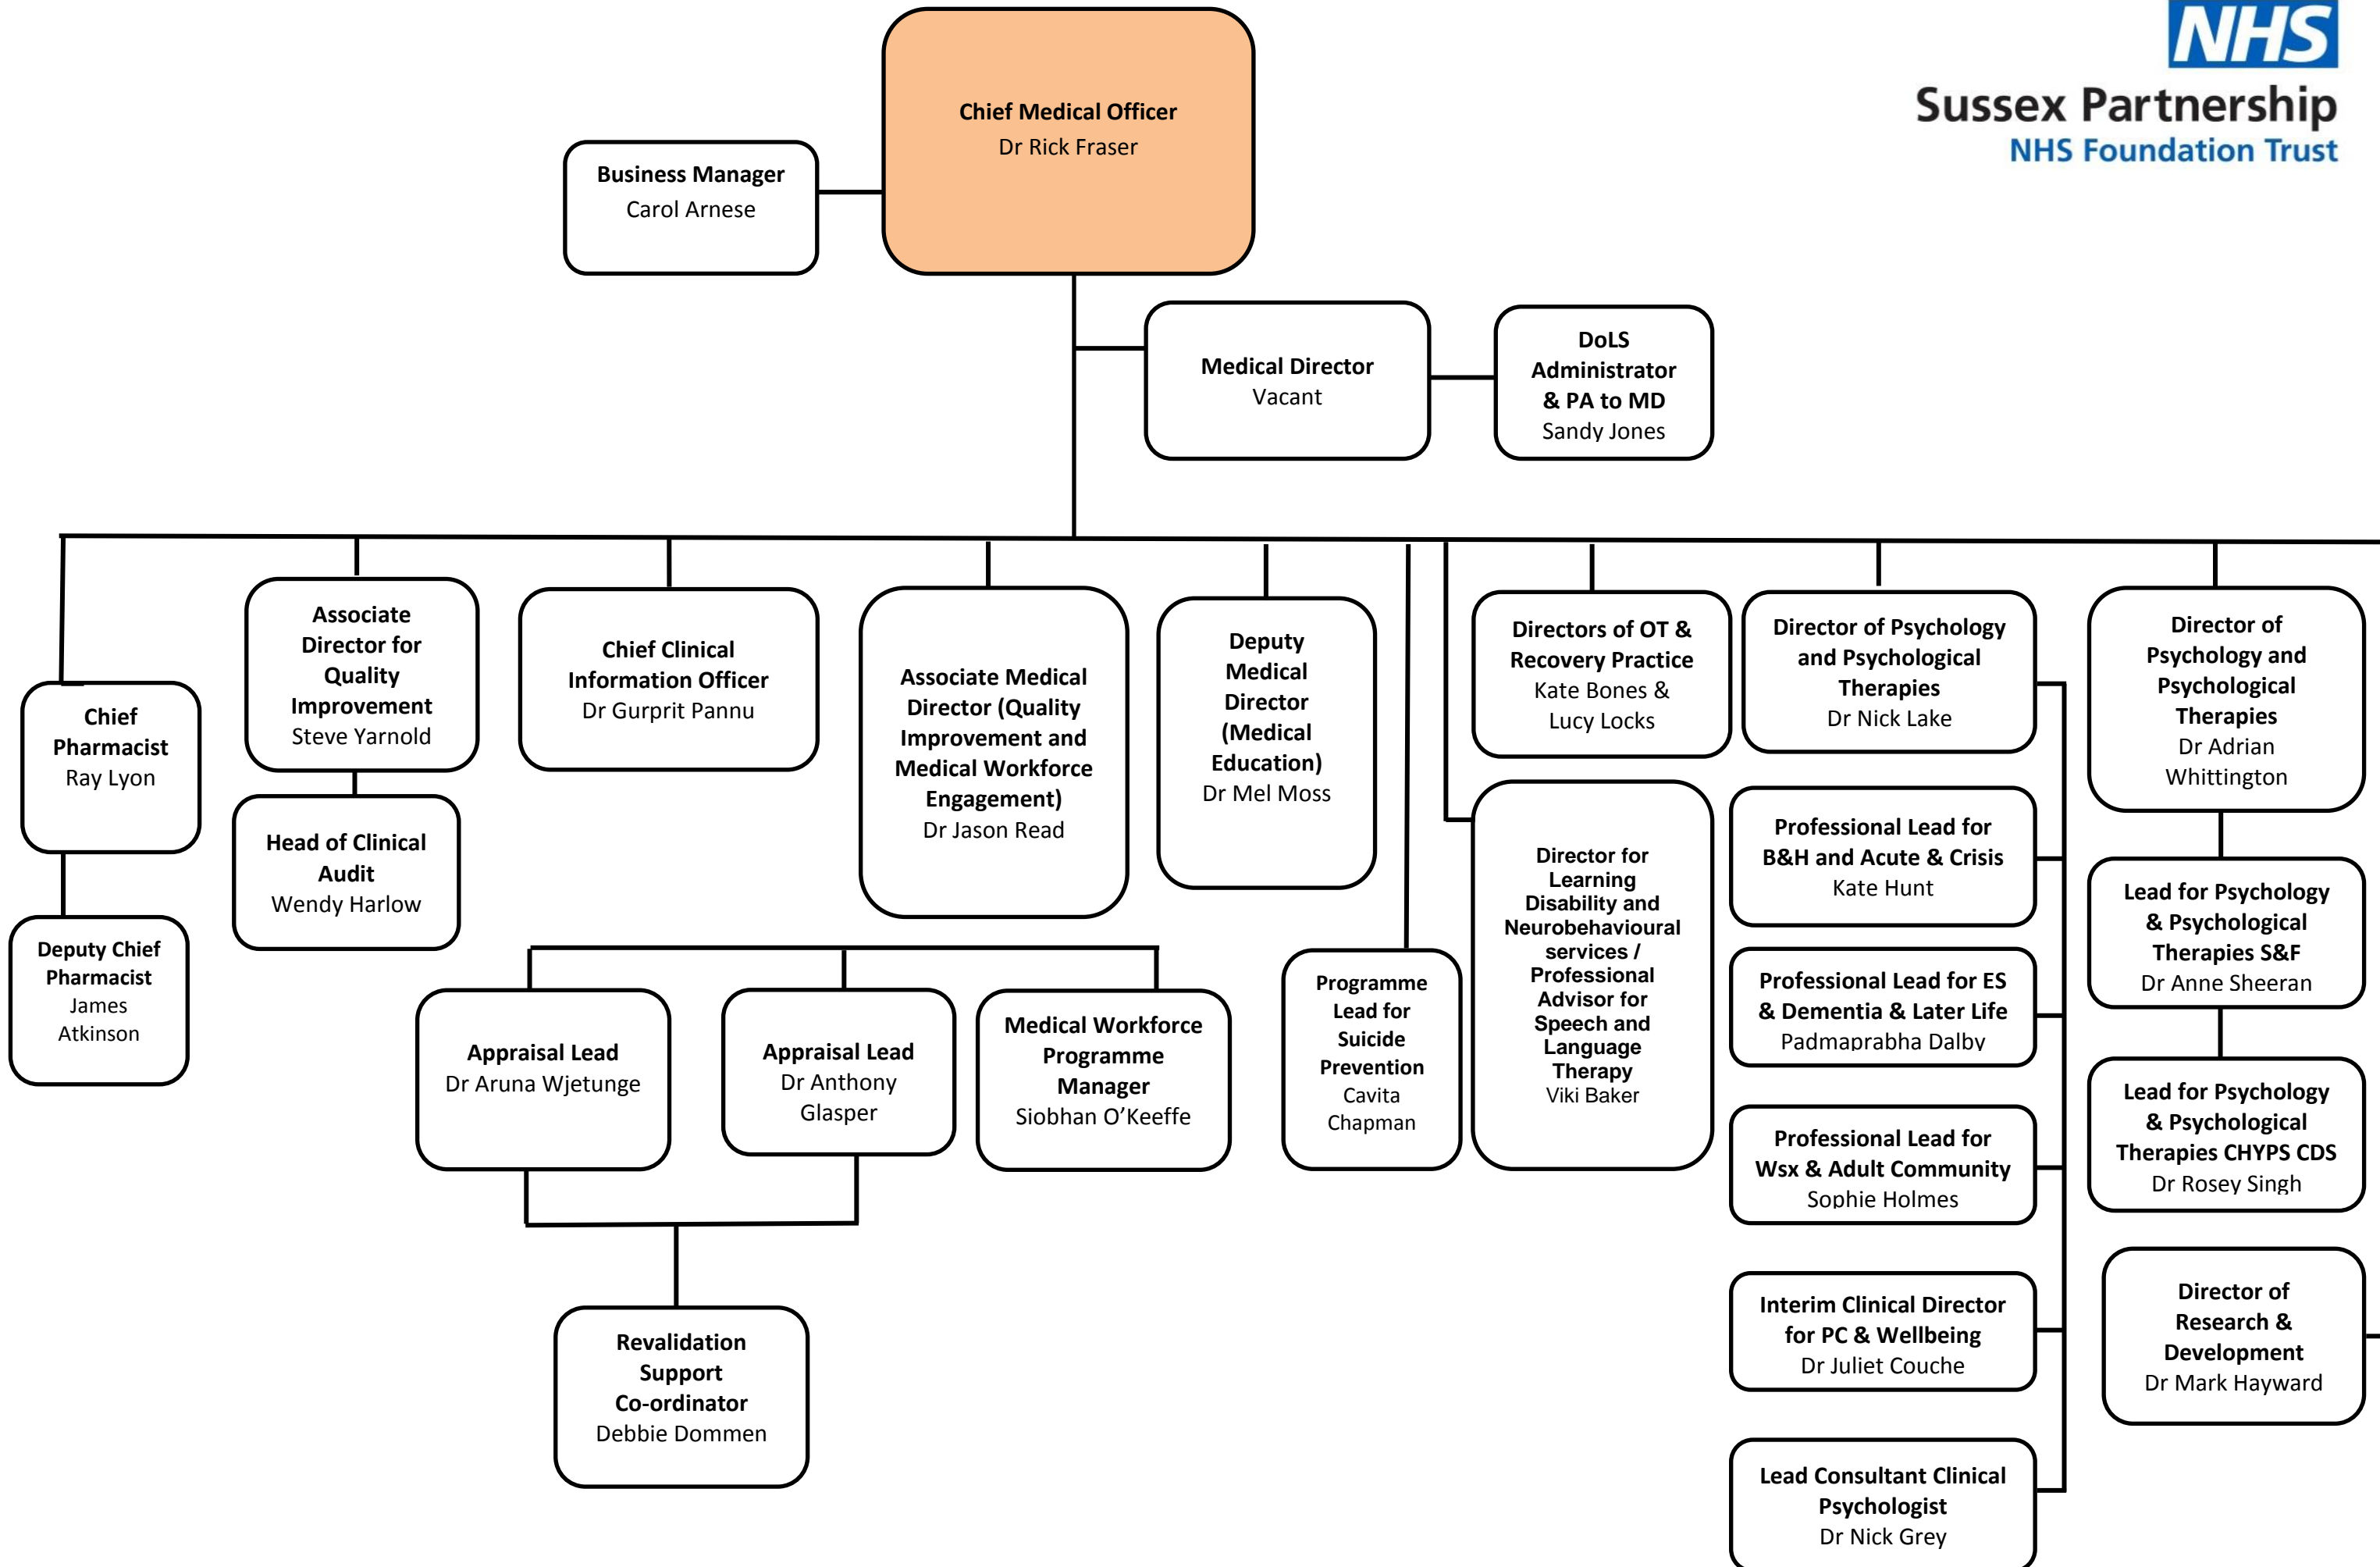 NHS
Sussex Partnership
NHS Foundation Trust
Chief Medical Officer
Dr Rick Fraser
Business Manager
Carol Arnese
Medical Director
Vacant
DoLS
Administrator
& PA to MD
Sandy Jones
Chief
Pharmacist
Ray Lyon
Deputy Chief
Pharmacist
James
Atkinson
Associate
Director for
Quality
Improvement
Steve Yarnold
Head of Clinical
Audit
Wendy Harlow
Chief Clinical
Information Officer
Dr Gurprit Pannu
Associate Medical
Director (Quality
Improvement and
Medical Workforce
Engagement)
Dr Jason Read
Deputy
Medical
Director
(Medical
Education)
Dr Mel Moss
Appraisal Lead
Dr Aruna Wjetunge
Appraisal Lead
Dr Anthony
Glasper
Medical Workforce
Programme
Manager
Siobhan O’Keeffe
Revalidation
Support
Co-ordinator
Debbie Dommen
Programme
Lead for
Suicide
Prevention
Cavita
Chapman
Directors of OT &
Recovery Practice
Kate Bones &
Lucy Locks
Director for
Learning
Disability and
Neurobehavioural
services /
Professional
Advisor for
Speech and
Language
Therapy
Viki Baker
Director of Psychology
and Psychological
Therapies
Dr Nick Lake
Professional Lead for
B&H and Acute & Crisis
Kate Hunt
Professional Lead for ES
& Dementia & Later Life
Padmaprabha Dalby
Professional Lead for
Wsx & Adult Community
Sophie Holmes
Interim Clinical Director
for PC & Wellbeing
Dr Juliet Couche
Lead Consultant Clinical
Psychologist
Dr Nick Grey
Director of
Psychology and
Psychological
Therapies
Dr Adrian
Whittington
Lead for Psychology
& Psychological
Therapies S&F
Dr Anne Sheeran
Lead for Psychology
& Psychological
Therapies CHYPS CDS
Dr Rosey Singh
Director of
Research &
Development
Dr Mark Hayward